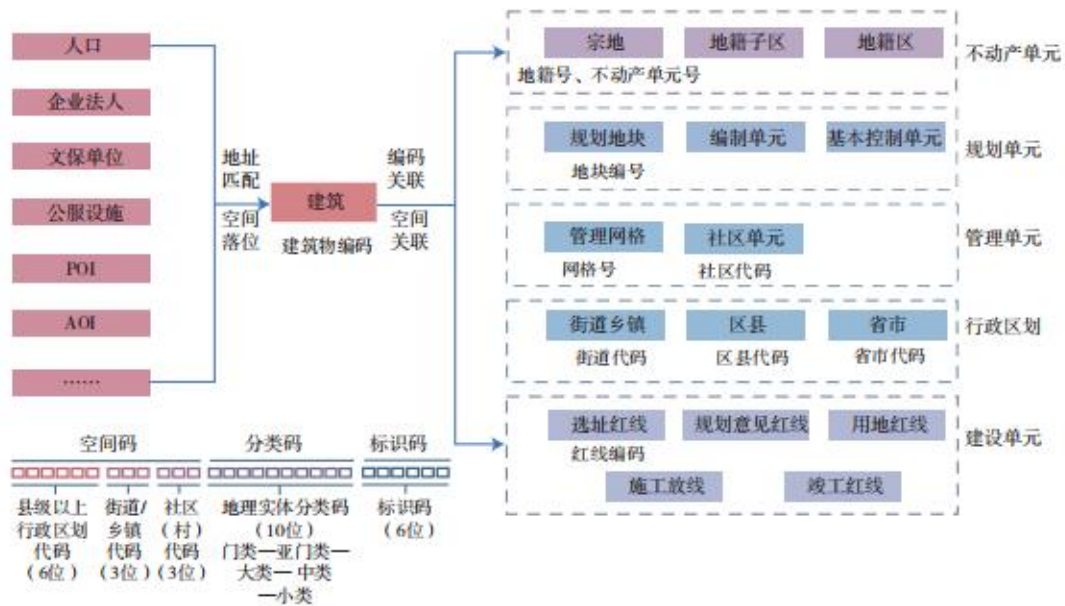 人口
企业法人
文保单位
公服设施
POI
AOI
……
地址
匹配
空间
落位
建筑
建筑物编码
编码
关联
空间
关联
宗地
地籍子区
地籍区
地籍号、不动产单元号
不动产单元
规划地块
编制单元
基本控制单元
地块编号
规划单元
管理网格
社区单元
网格号
社区代码
管理单元
街道乡镇
区县
省市
街道代码
区县代码
省市代码
行政区划
选址红线
规划意见红线
用地红线
红线编码
施工放线
竣工红线
建设单元
空间码
分类码
标识码
县级以上
行政区划
代码
(6位)
街道/
乡镇
代码
(3位)
社区
(村)
代码
(3位)
地理实体分类码
(10位)
门类—亚门类—
大类— 中类
—小类
标识码
(6位)